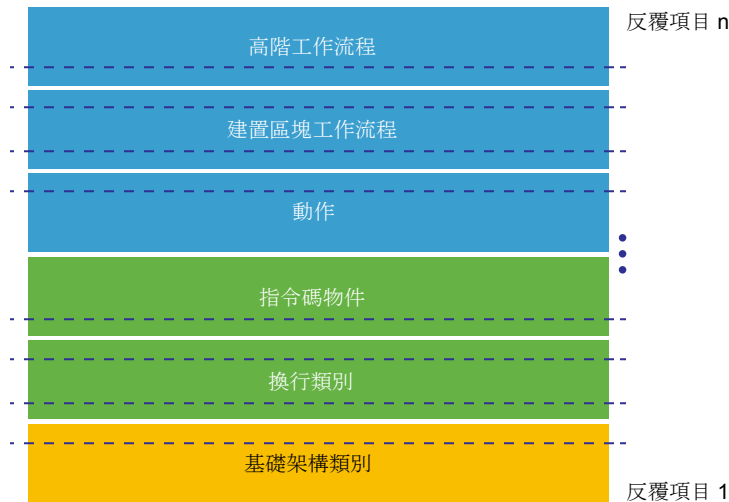 反覆項目 n
高階工作流程
建置區塊工作流程
動作
指令碼物件
換行類別
基礎架構類別
反覆項目 1